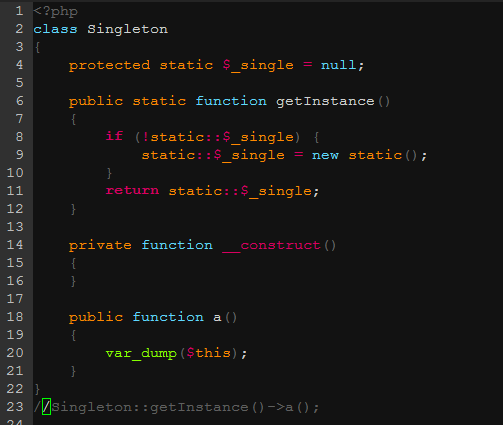 1 <?php
2 class Singleton
3 {
4     protected static $_single = null;
5
6     public static function getInstance()
7     {
8         if (!static::$_single) {
9             static::$_single = new static();
10         }
11         return static::$_single;
12     }
13
14     private function __construct()
15     {
16     }
17
18     public function a()
19     {
20         var_dump($this);
21     }
22 }
23 //Singleton::getInstance()->a();
24